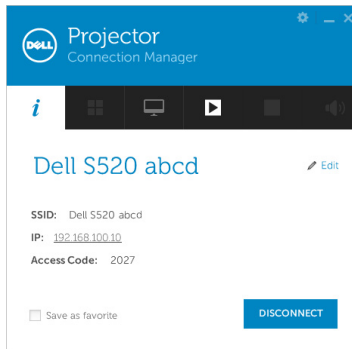 DELL
Projector
Connection Manager
i
Dell S520 abcd
Edit
SSID: Dell S520 abcd
IP: 192.168.100.10
Access Code: 2027
Save as favorite
DISCONNECT